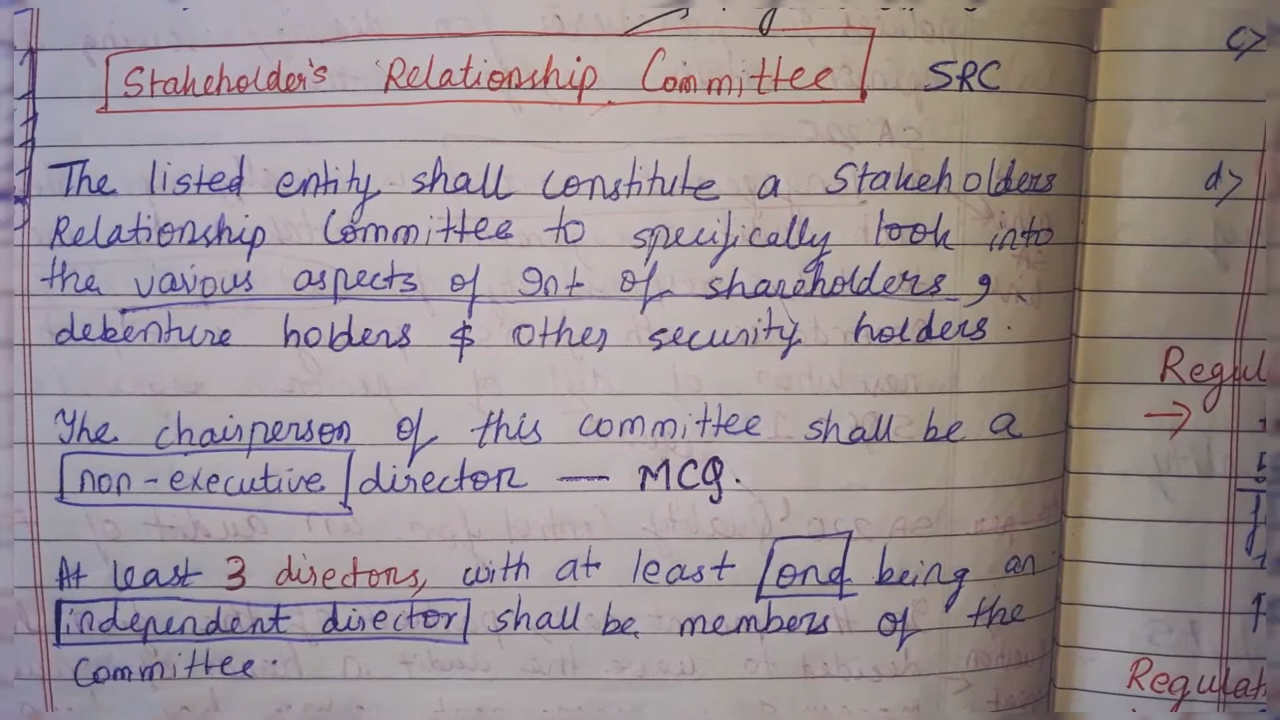 Stakeholder's Relationship Committee SRC
The listed entity shall constitute a Stakeholders
Relationship Committee to specifically look into
the vaious aspects of Int of shareholders,
debenture holders & other security holders.
The chairperson of this committee shall be a
non-executive director — MCQ.
At least 3 directors, with at least one being an
independent director shall be members of the
Committee.
c>
d>
Regul
→
Regulat